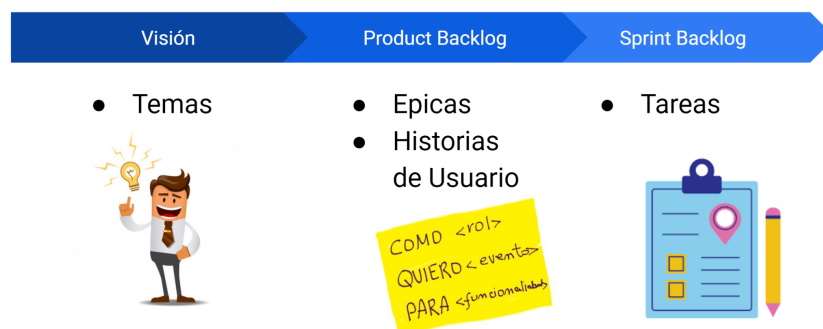 Visión
Product Backlog
Sprint Backlog
● Temas
● Epicas
● Historias
de Usuario
COMO <rol>
QUIERO <evento>
PARA <funcionalidad>
● Tareas